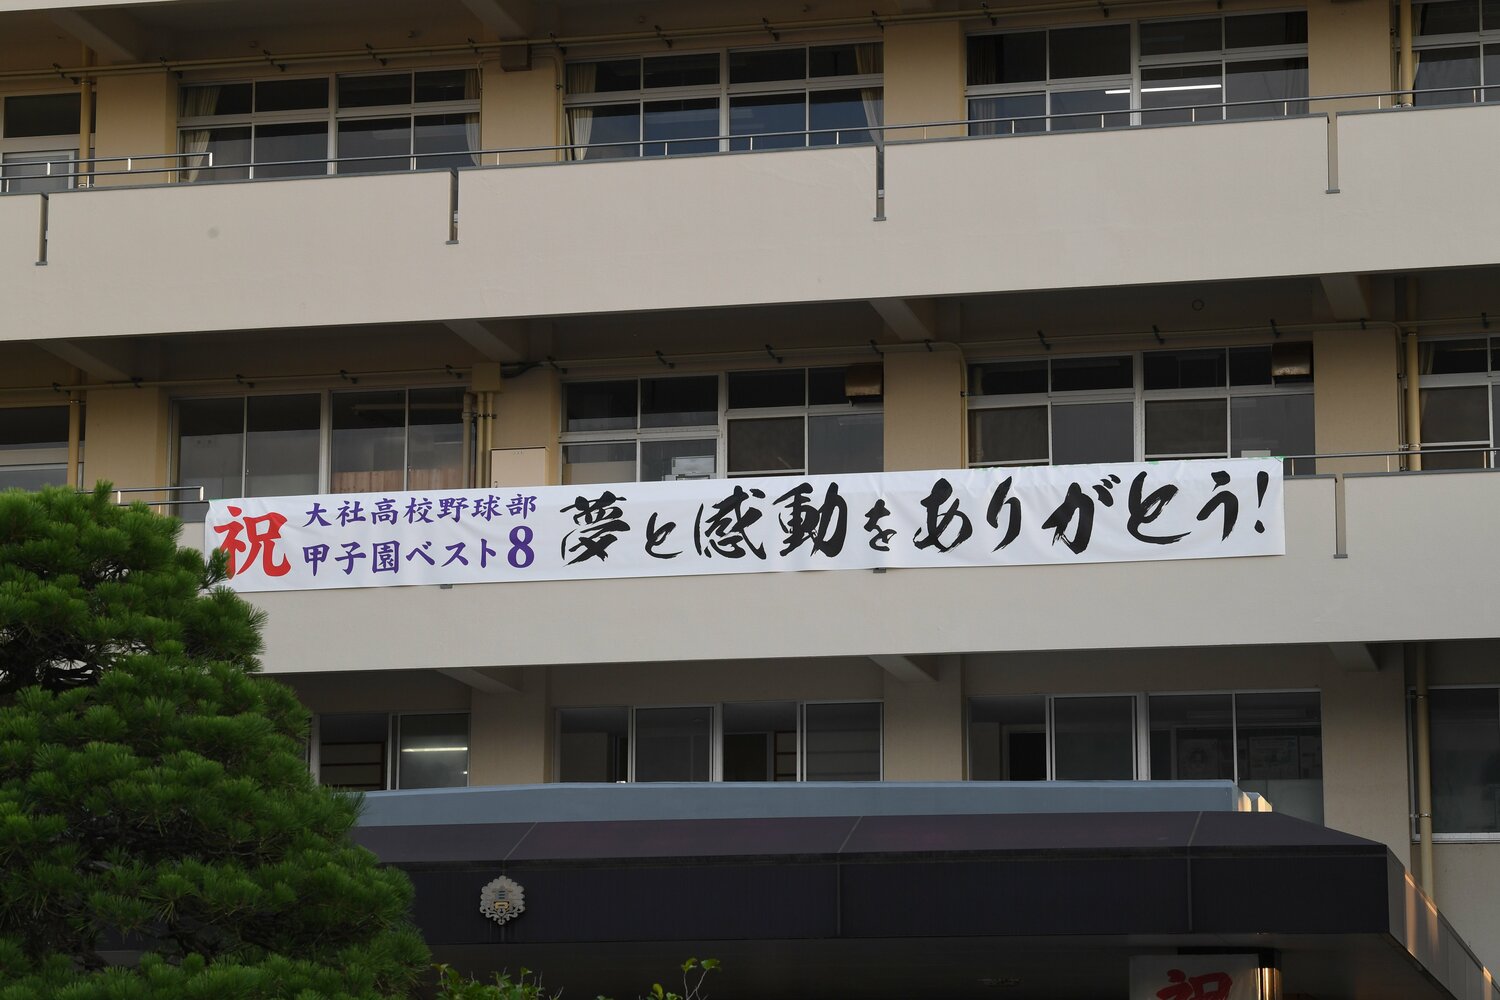 祝
大社高校野球部
甲子園ベスト8
夢と感動をありがとう!
祝